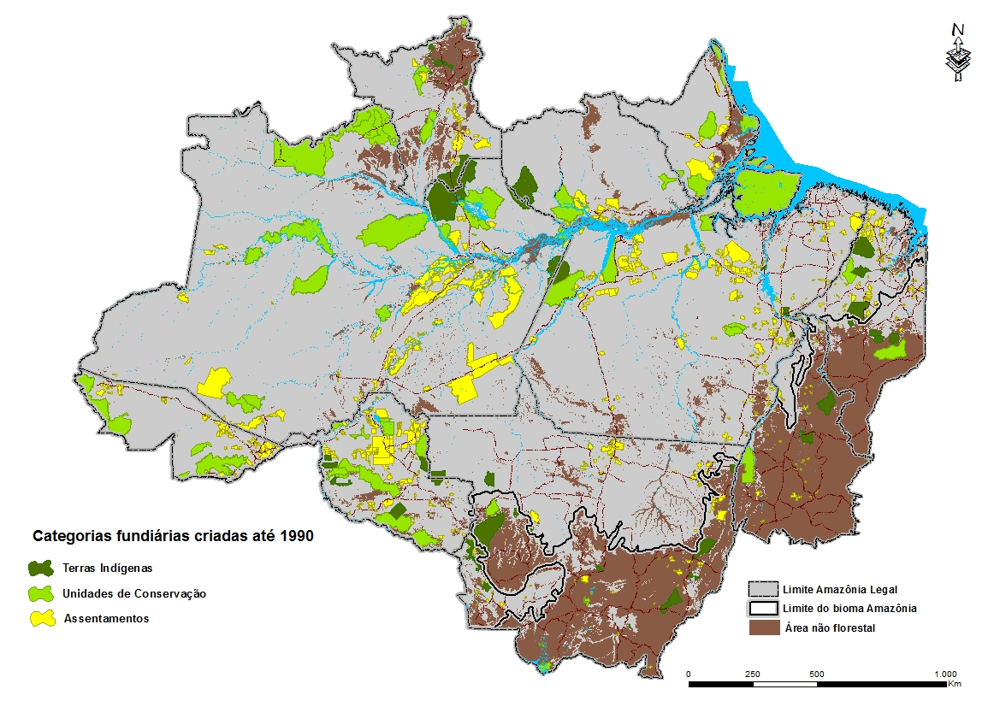 N
Categorias fundiárias criadas até 1990
Terras Indígenas
Unidades de Conservação
Assentamentos
Limite Amazônia Legal
Limite do bioma Amazônia
Área não florestal
0 250 500 1.000
Km